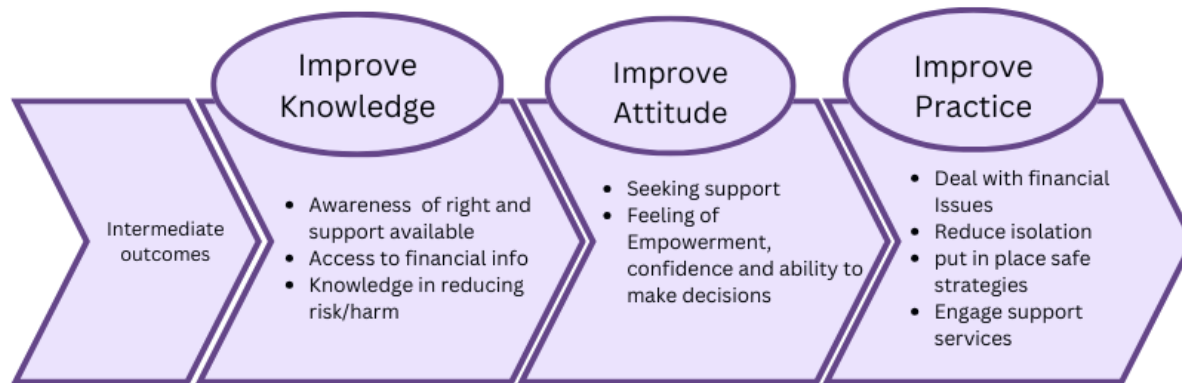 Intermediate
outcomes
Improve
Knowledge
• Awareness of right and
support available
• Access to financial info
• Knowledge in reducing
risk/harm
Improve
Attitude
• Seeking support
• Feeling of
Empowerment,
confidence and ability to
make decisions
Improve
Practice
• Deal with financial
Issues
• Reduce isolation
• put in place safe
strategies
• Engage support
services